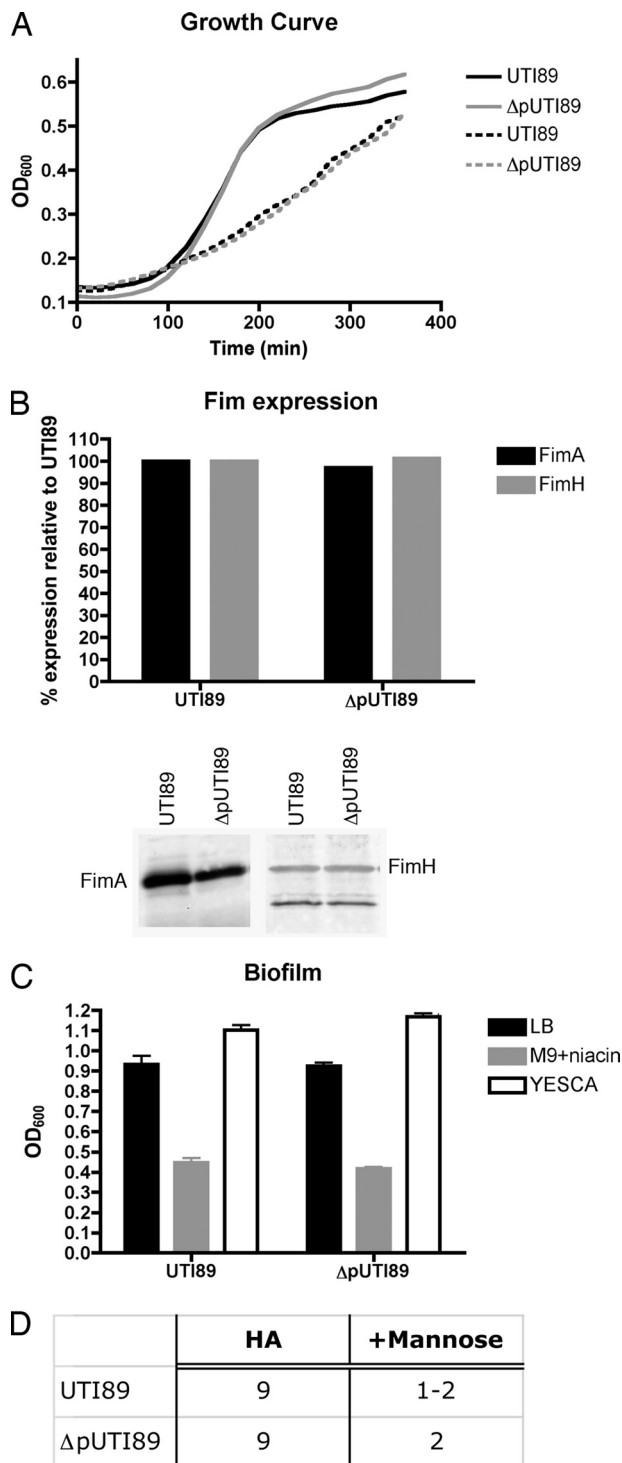 A
Growth Curve
OD600
0.6
0.5
0.4
0.3
0.2
0.1
0 100 200 300 400
Time (min)
UTI89
ΔpUTI89
UTI89
ΔpUTI89
B
Fim expression
% expression relative to UTI89
110
100
90
80
70
60
50
40
30
20
10
0
UTI89 ΔpUTI89
FimA
FimH
UTI89 ΔpUTI89 UTI89 ΔpUTI89
FimA FimH
C
Biofilm
OD600
1.2
1.1
1.0
0.9
0.8
0.7
0.6
0.5
0.4
0.3
0.2
0.1
0.0
UTI89 ΔpUTI89
LB
M9+niacin
YESCA
D
HA +Mannose
UTI89 9 1-2
ΔpUTI89 9 2